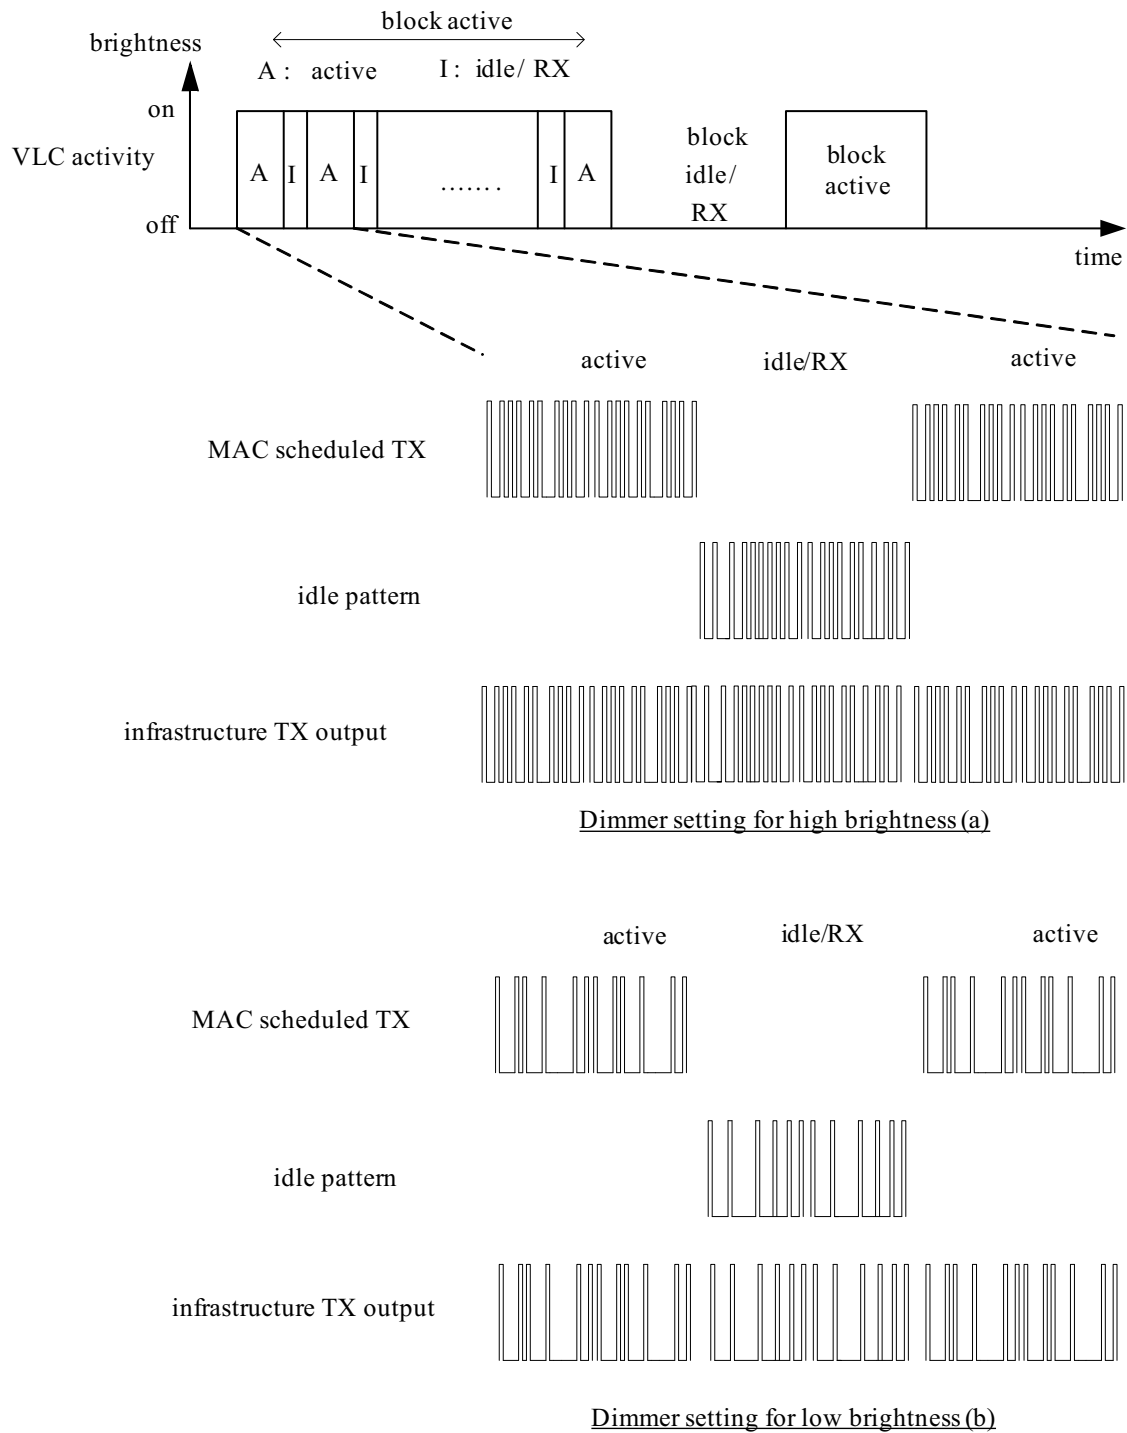 block active
brightness
A : active I : idle/ RX
on
VLC activity
A I A I ....... I A
block
idle/
RX
block
active
off
time
active idle/RX active
MAC scheduled TX
idle pattern
infrastructure TX output
Dimmer setting for high brightness (a)
active idle/RX active
MAC scheduled TX
idle pattern
infrastructure TX output
Dimmer setting for low brightness (b)